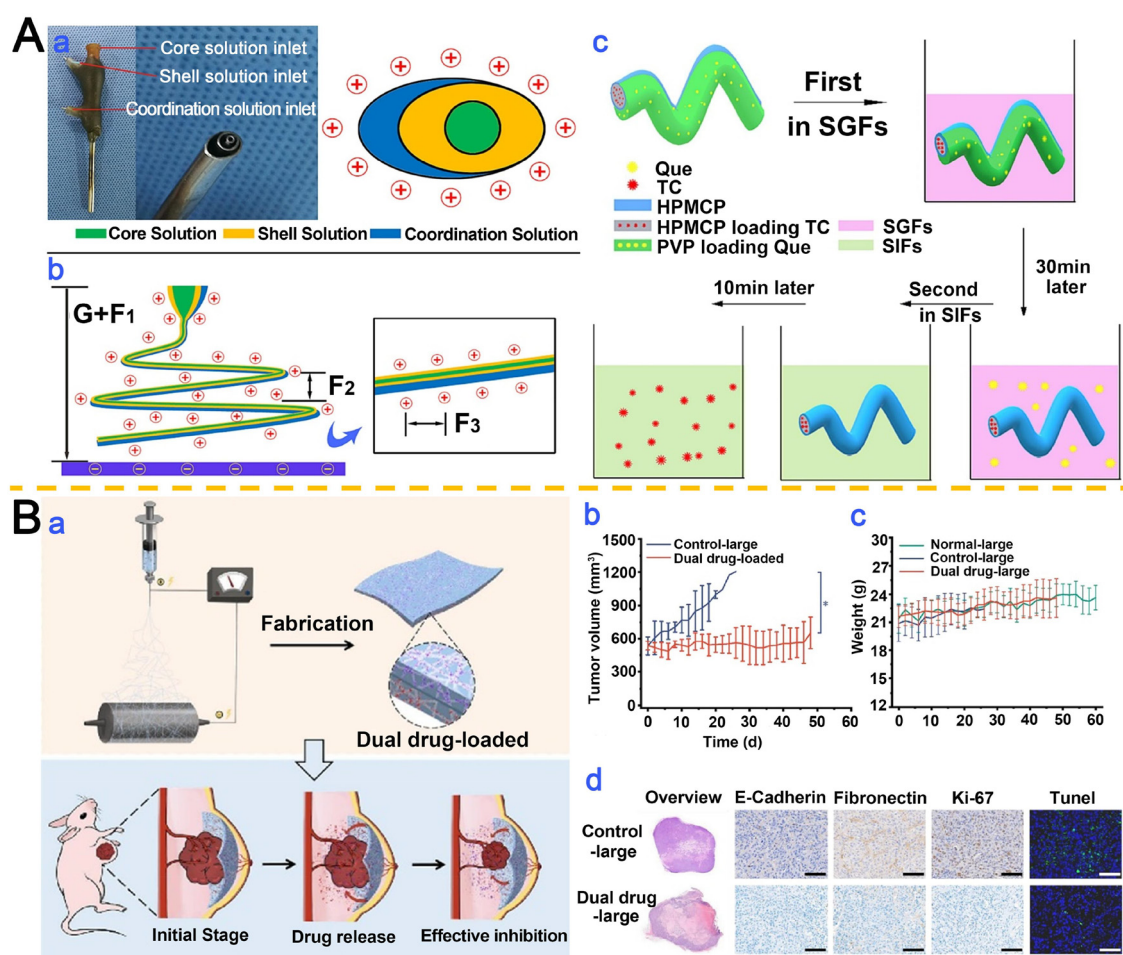 A
a
Core solution inlet
Shell solution inlet
Coordination solution inlet
Core Solution
Shell Solution
Coordination Solution
b
G+F1
F2
F3
c
First
in SGFs
Que
TC
HPMCP
HPMCP loading TC
PVP loading Que
SGFs
SIFs
30min
later
Second
in SIFs
10min later
B
a
Fabrication
Dual drug-loaded
Initial Stage
Drug release
Effective inhibition
b
Control-large
Dual drug-loaded
Tumor volume (mm³)
1500
1200
900
600
300
0
0 10 20 30 40 50 60
Time (d)
*
c
Normal-large
Control-large
Dual drug-large
Weight (g)
30
27
24
21
18
15
12
0 10 20 30 40 50 60
d
Overview
E-Cadherin
Fibronectin
Ki-67
Tunel
Control
-large
Dual drug
-large